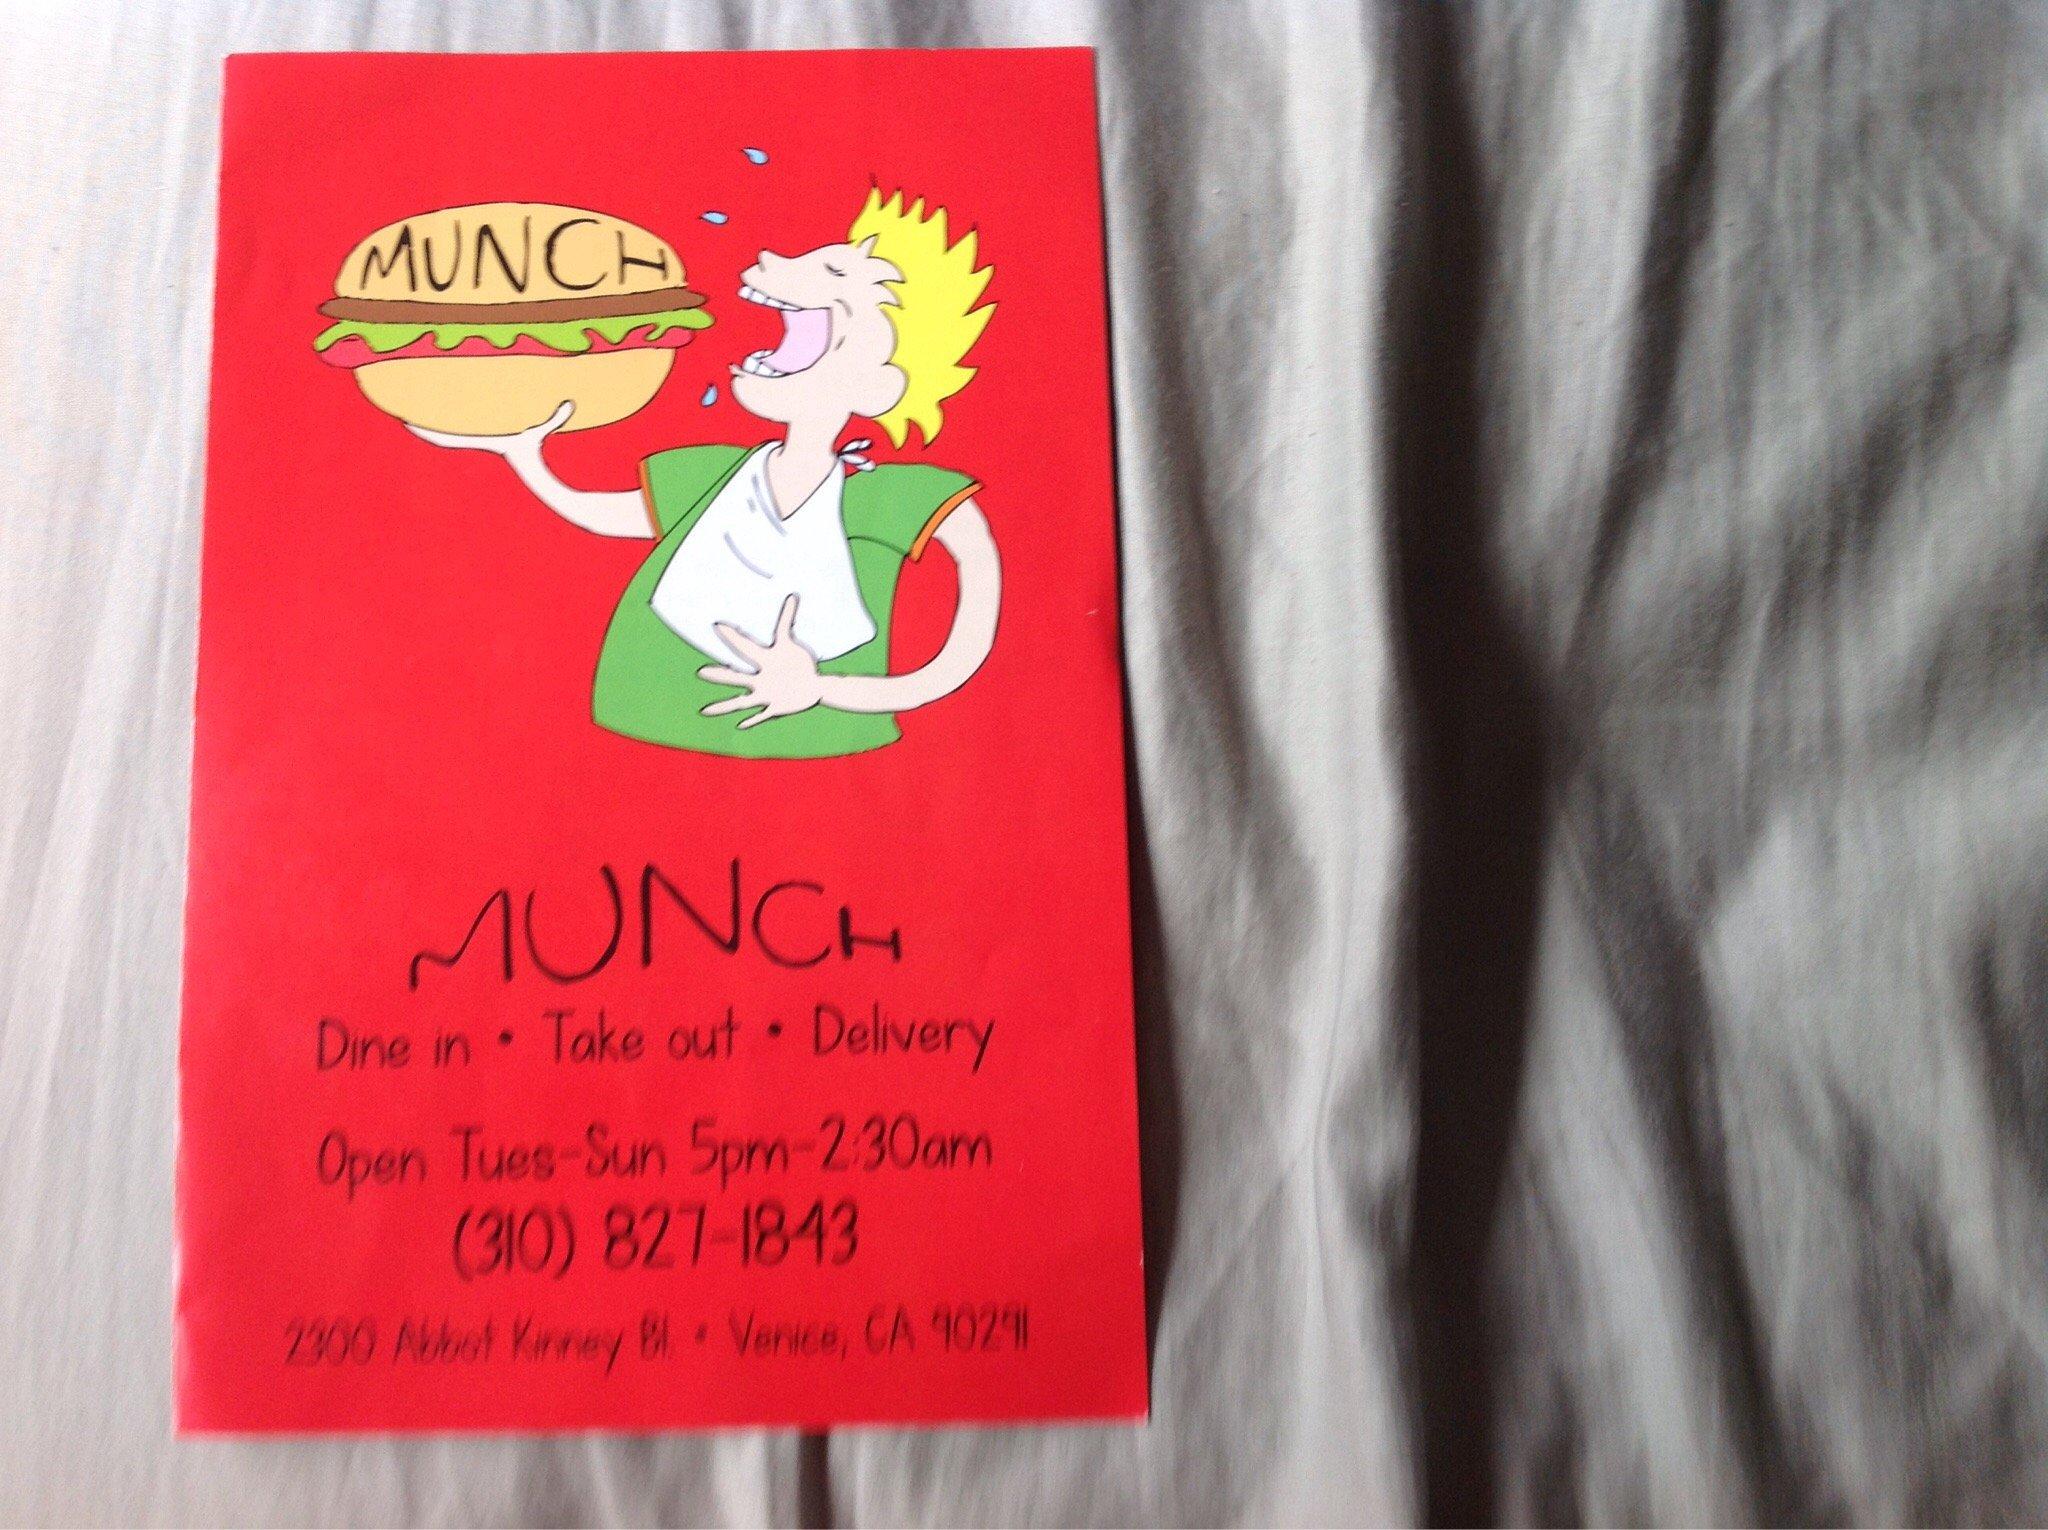 MUNCH
MUNCH
Dine in • Take out • Delivery
Open Tues-Sun 5pm-2:30am
(310) 827-1843
2300 Abbot Kinney Bl. • Venice, CA 90291